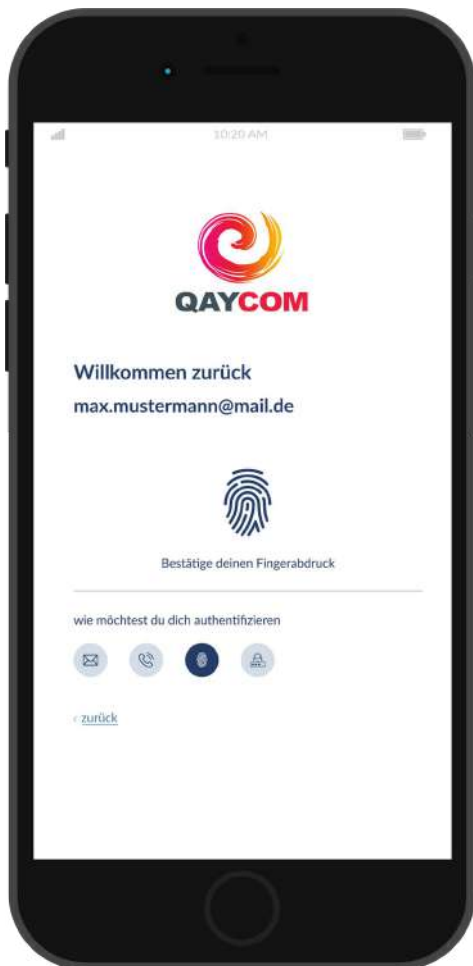 10:20 AM
QAYCOM
Willkommen zurück
max.mustermann@mail.de
Bestätige deinen Fingerabdruck
wie möchtest du dich authentifizieren
‹ zurück